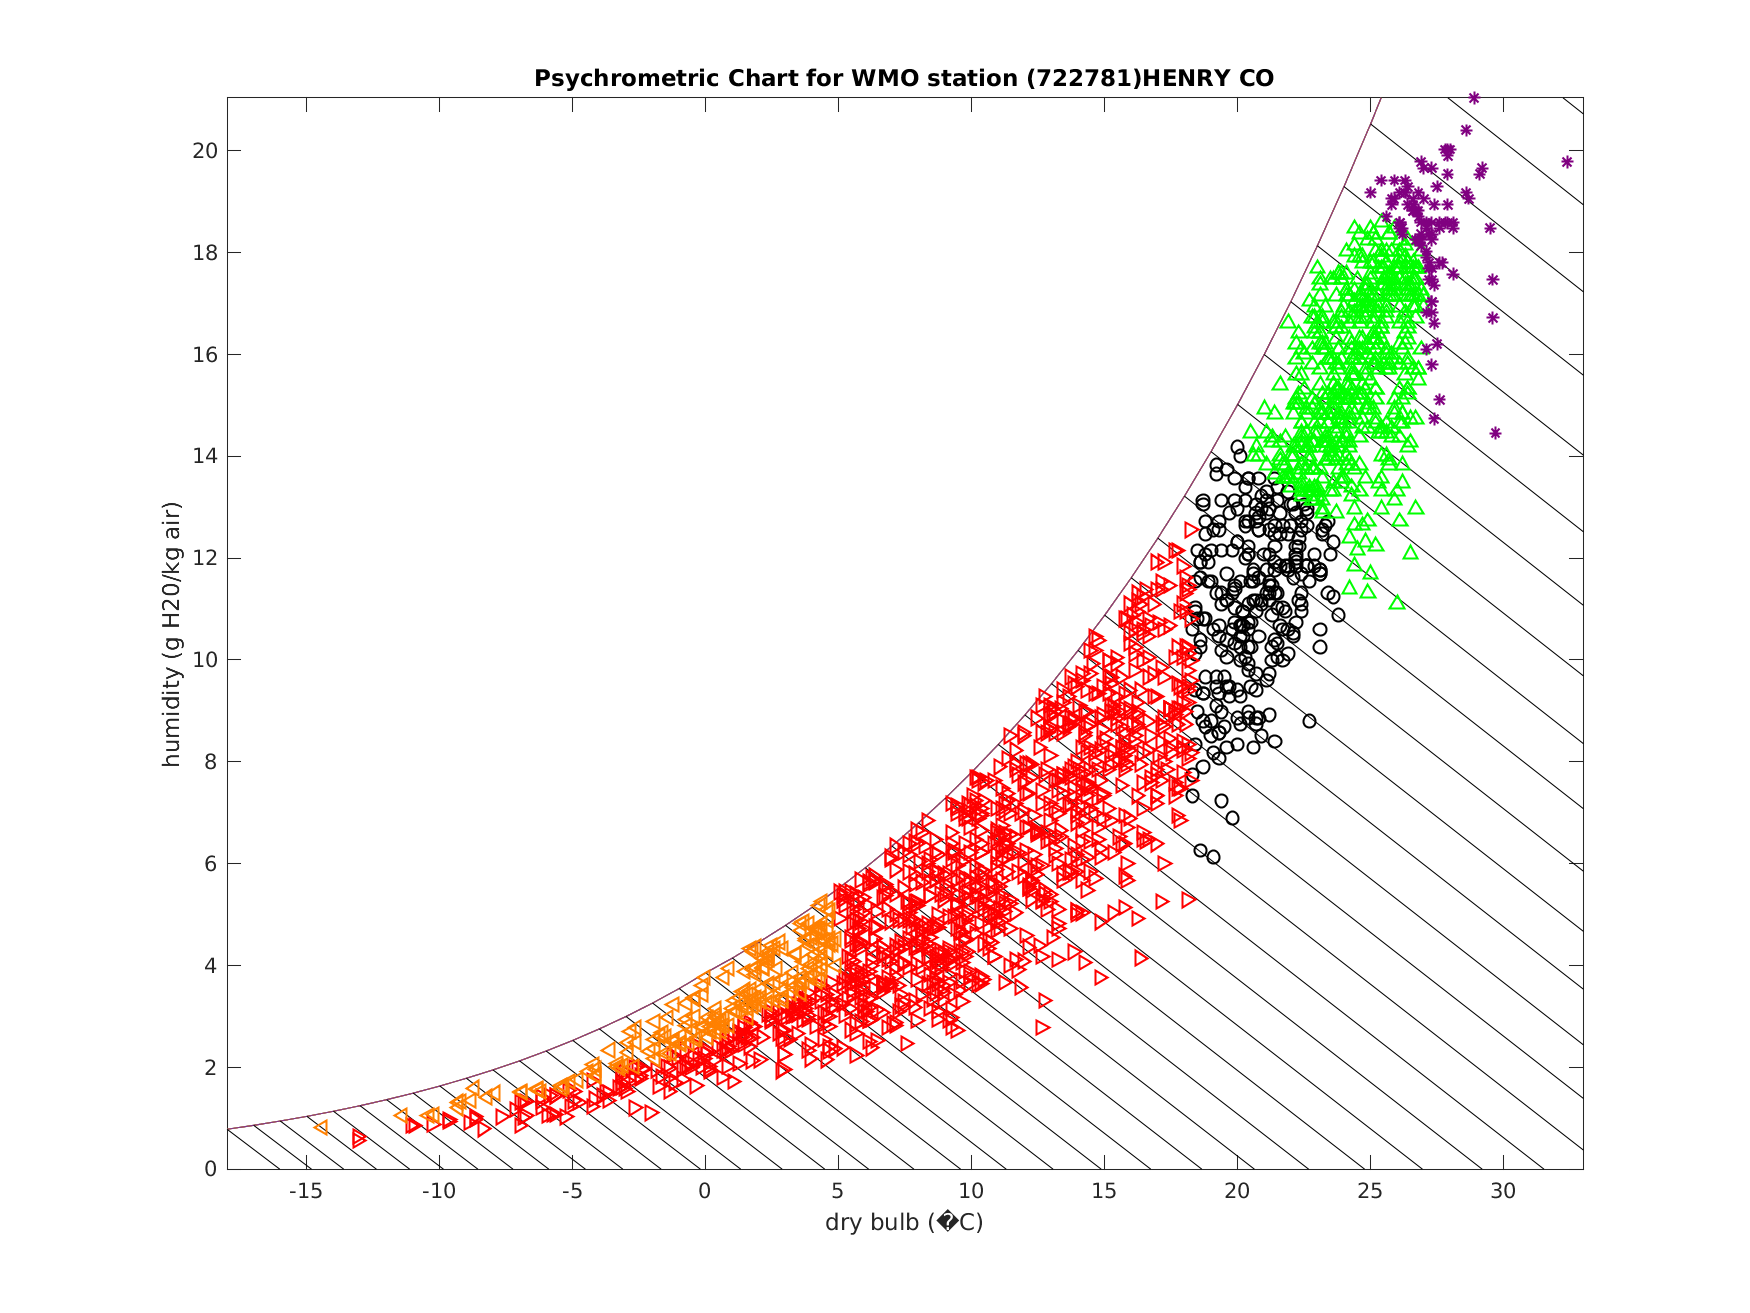 Psychrometric Chart for WMO station (722781)HENRY CO
humidity (g H20/kg air)
20
18
16
14
12
10
8
6
4
2
0
-15 -10 -5 0 5 10 15 20 25 30
dry bulb (�C)